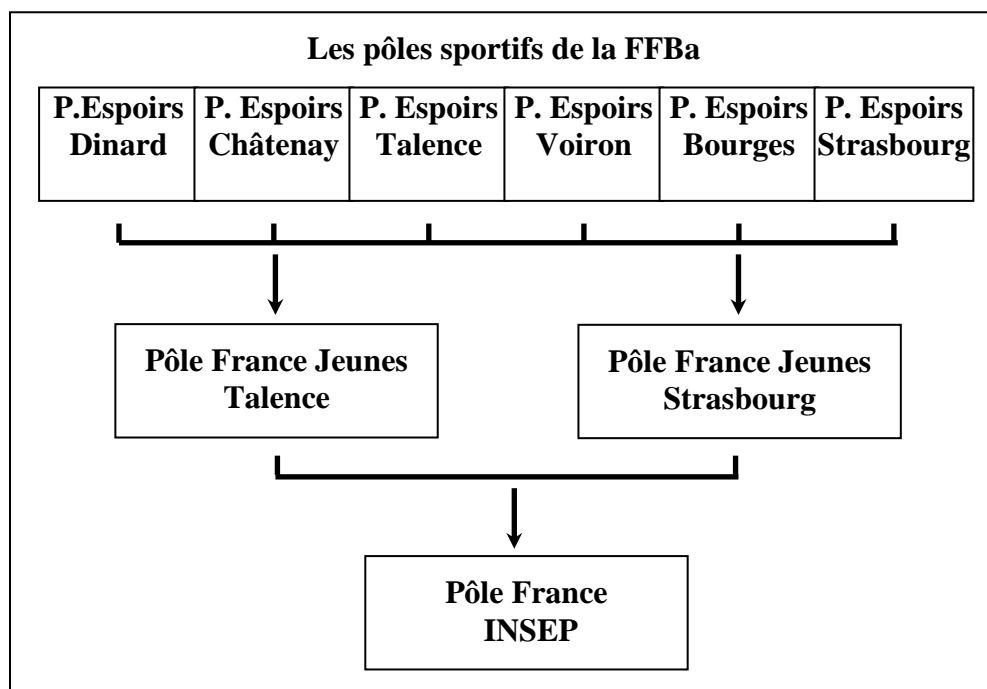 Les pôles sportifs de la FFBa
P.Espoirs
Dinard
P. Espoirs
Châtenay
P. Espoirs
Talence
P. Espoirs
Voiron
P. Espoirs
Bourges
P. Espoirs
Strasbourg
Pôle France Jeunes
Talence
Pôle France Jeunes
Strasbourg
Pôle France
INSEP